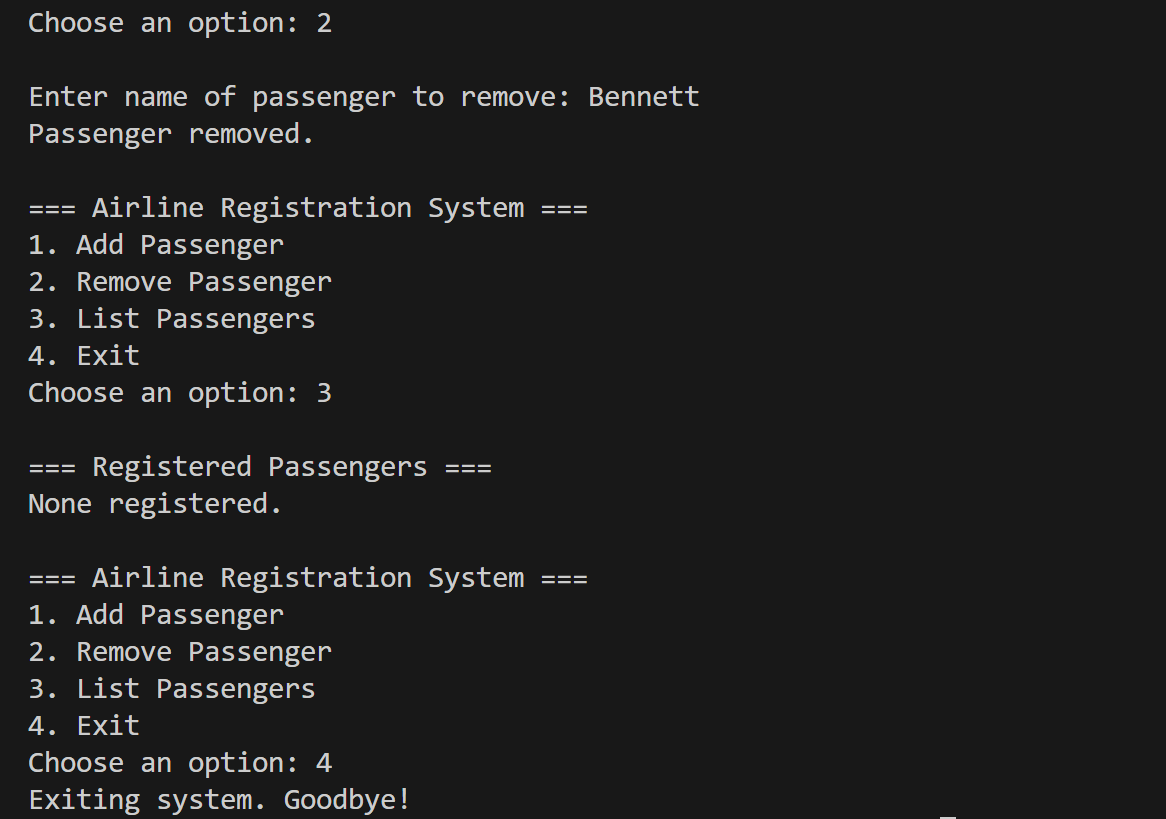 Choose an option: 2
Enter name of passenger to remove: Bennett
Passenger removed.
=== Airline Registration System ===
1. Add Passenger
2. Remove Passenger
3. List Passengers
4. Exit
Choose an option: 3
=== Registered Passengers ===
None registered.
=== Airline Registration System ===
1. Add Passenger
2. Remove Passenger
3. List Passengers
4. Exit
Choose an option: 4
Exiting system. Goodbye!